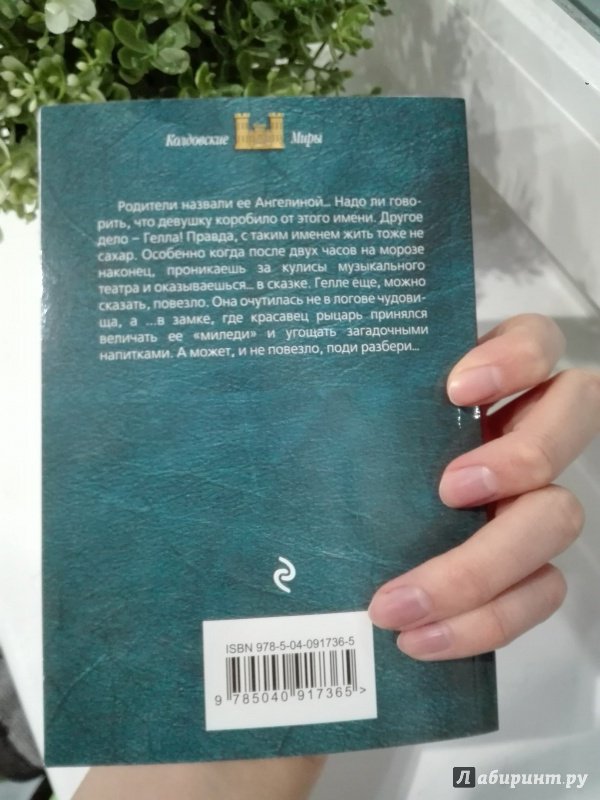 Колдовские Миры
Родители назвали ее Ангелиной... Надо ли гово-
рить, что девушку коробило от этого имени. Другое
дело – Гелла! Правда, с таким именем жить тоже не
сахар. Особенно когда после двух часов на морозе
наконец, проникаешь за кулисы музыкального
театра и оказываешься... в сказке. Гелле еще, можно
сказать, повезло. Она очутилась не в логове чудови-
ща, а ...в замке, где красавец рыцарь принялся
величать ее «миледи» и угощать загадочными
напитками. А может, и не повезло, поди разбери...
ISBN 978-5-04-091736-5
9 785040 917365 >
Лабиринт.ру